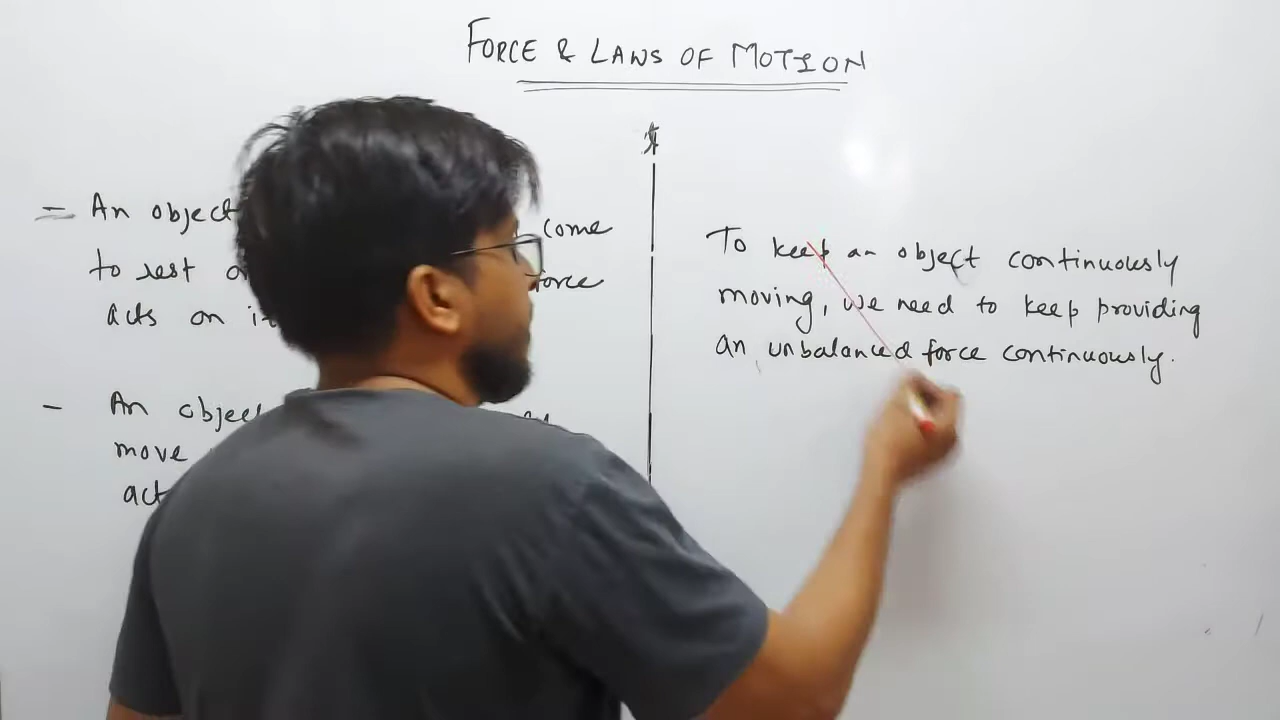 FORCE & LAWS OF MOTION
- An object come
to rest force
acts on
- An object
move
act
To keep an object continuously
moving, we need to keep providing
an unbalanced force continuously.